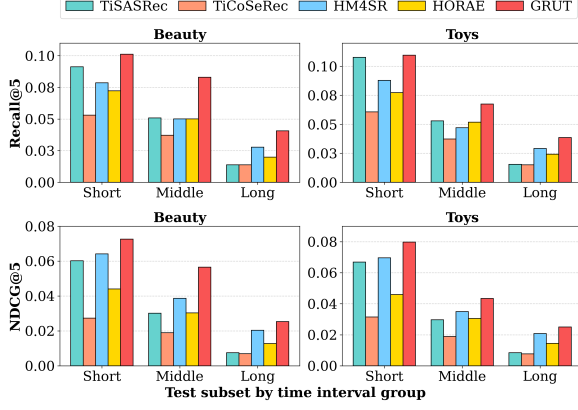 TiSASRec TiCoSeRec HM4SR HORAE GRUT
Beauty Toys
Recall@5
0.10 0.10
0.08 0.08
0.05 0.05
0.03 0.03
0.00 0.00
Short Middle Long Short Middle Long
Beauty Toys
NDCG@5
0.08 0.08
0.06 0.06
0.04 0.04
0.02 0.02
0.00 0.00
Short Middle Long Short Middle Long
Test subset by time interval group